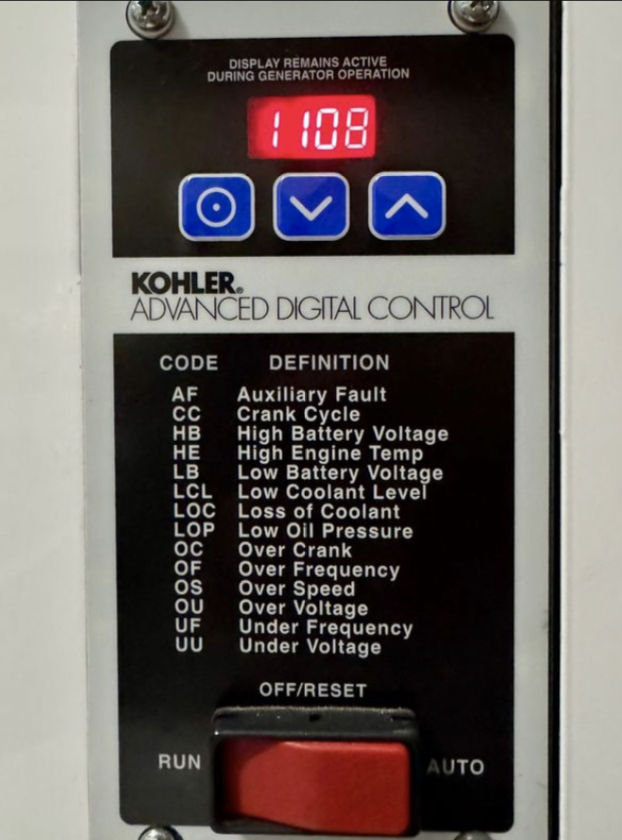 DISPLAY REMAINS ACTIVE
DURING GENERATOR OPERATION
1108
KOHLER®
ADVANCED DIGITAL CONTROL
CODE DEFINITION
AF Auxiliary Fault
CC Crank Cycle
HB High Battery Voltage
HE High Engine Temp
LB Low Battery Voltage
LCL Low Coolant Level
LOC Loss of Coolant
LOP Low Oil Pressure
OC Over Crank
OF Over Frequency
OS Over Speed
OU Over Voltage
UF Under Frequency
UU Under Voltage
OFF/RESET
RUN AUTO